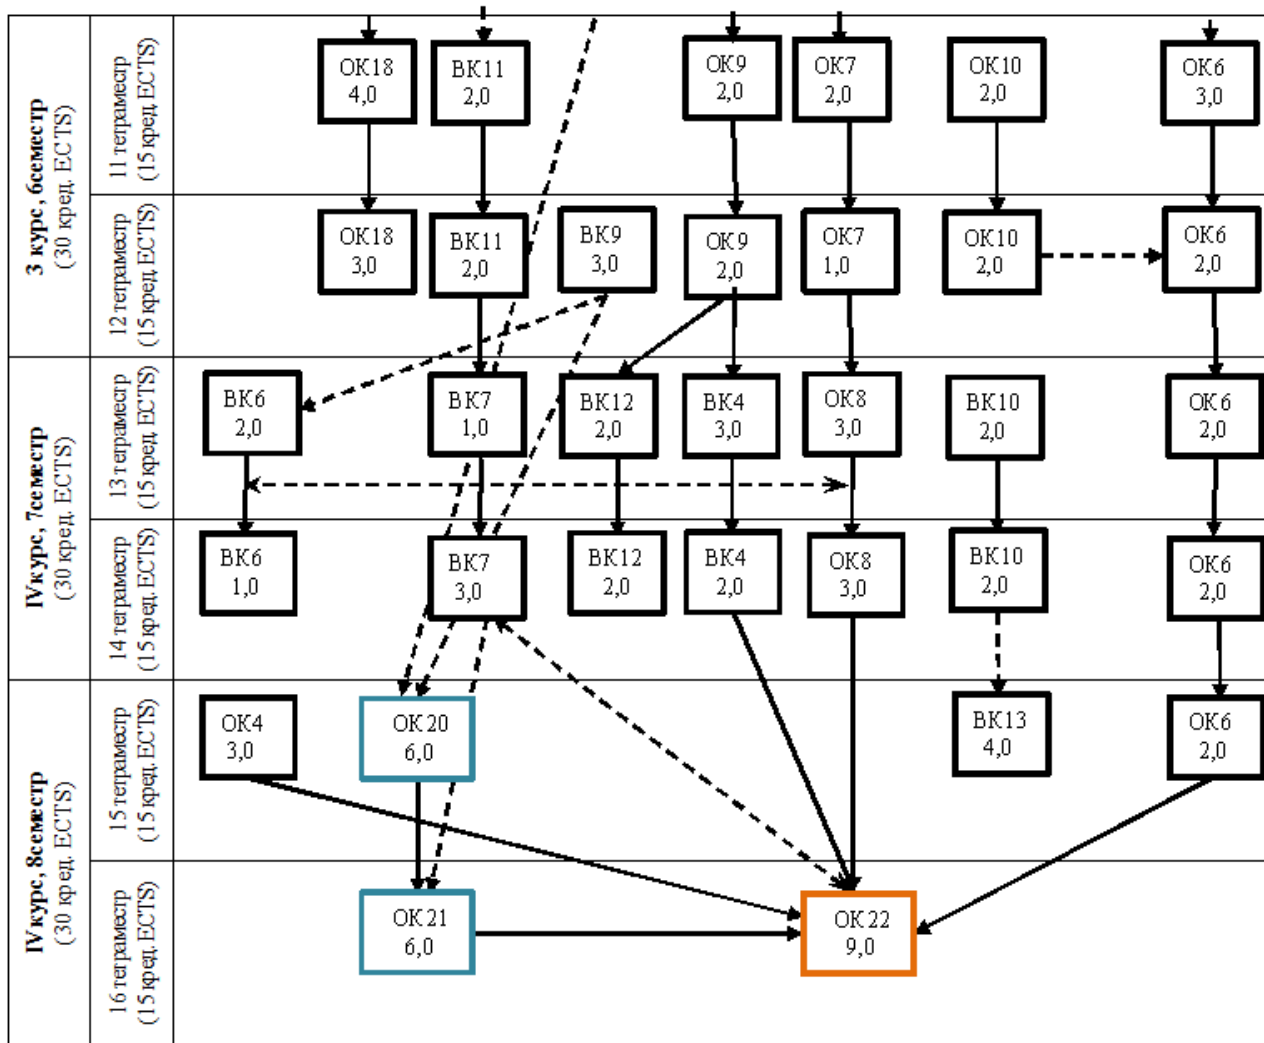 3 курс, 6семестр
(30 кред. ECTS)
11 тетраместр
(15 кред. ECTS)
ОК18
4,0
ВК11
2,0
ОК9
2,0
ОК7
2,0
ОК10
2,0
ОК6
3,0
12 тетраместр
(15 кред. ECTS)
ОК18
3,0
ВК11
2,0
ВК9
3,0
ОК9
2,0
ОК7
1,0
ОК10
2,0
ОК6
2,0
IV курс, 7семестр
(30 кред. ECTS)
13 тетраместр
(15 кред. ECTS)
ВК6
2,0
ВК7
1,0
ВК12
2,0
ВК4
3,0
ОК8
3,0
ВК10
2,0
ОК6
2,0
14 тетраместр
(15 кред. ECTS)
ВК6
1,0
ВК7
3,0
ВК12
2,0
ВК4
2,0
ОК8
3,0
ВК10
2,0
ОК6
2,0
IV курс, 8семестр
(30 кред. ECTS)
15 тетраместр
(15 кред. ECTS)
ОК4
3,0
ОК20
6,0
ВК13
4,0
ОК6
2,0
16 тетраместр
(15 кред. ECTS)
ОК21
6,0
ОК22
9,0